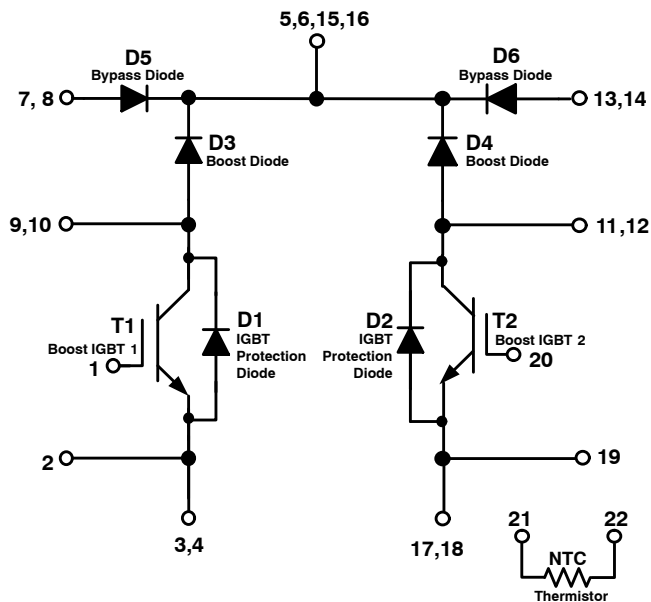 5,6,15,16
D5
Bypass Diode
D6
Bypass Diode
7, 8
13,14
D3
Boost Diode
D4
Boost Diode
9,10
11,12
T1
Boost IGBT 1
1
D1
IGBT
Protection
Diode
D2
IGBT
Protection
Diode
T2
Boost IGBT 2
20
2
19
3,4
17,18
21
22
NTC
Thermistor